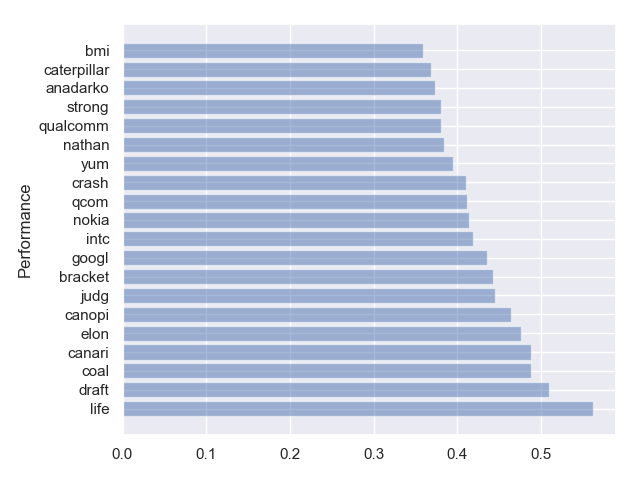 bmi
caterpillar
anadarko
strong
qualcomm
nathan
yum
crash
qcom
nokia
intc
googl
bracket
judg
canopi
elon
canari
coal
draft
life
Performance
0.0 0.1 0.2 0.3 0.4 0.5